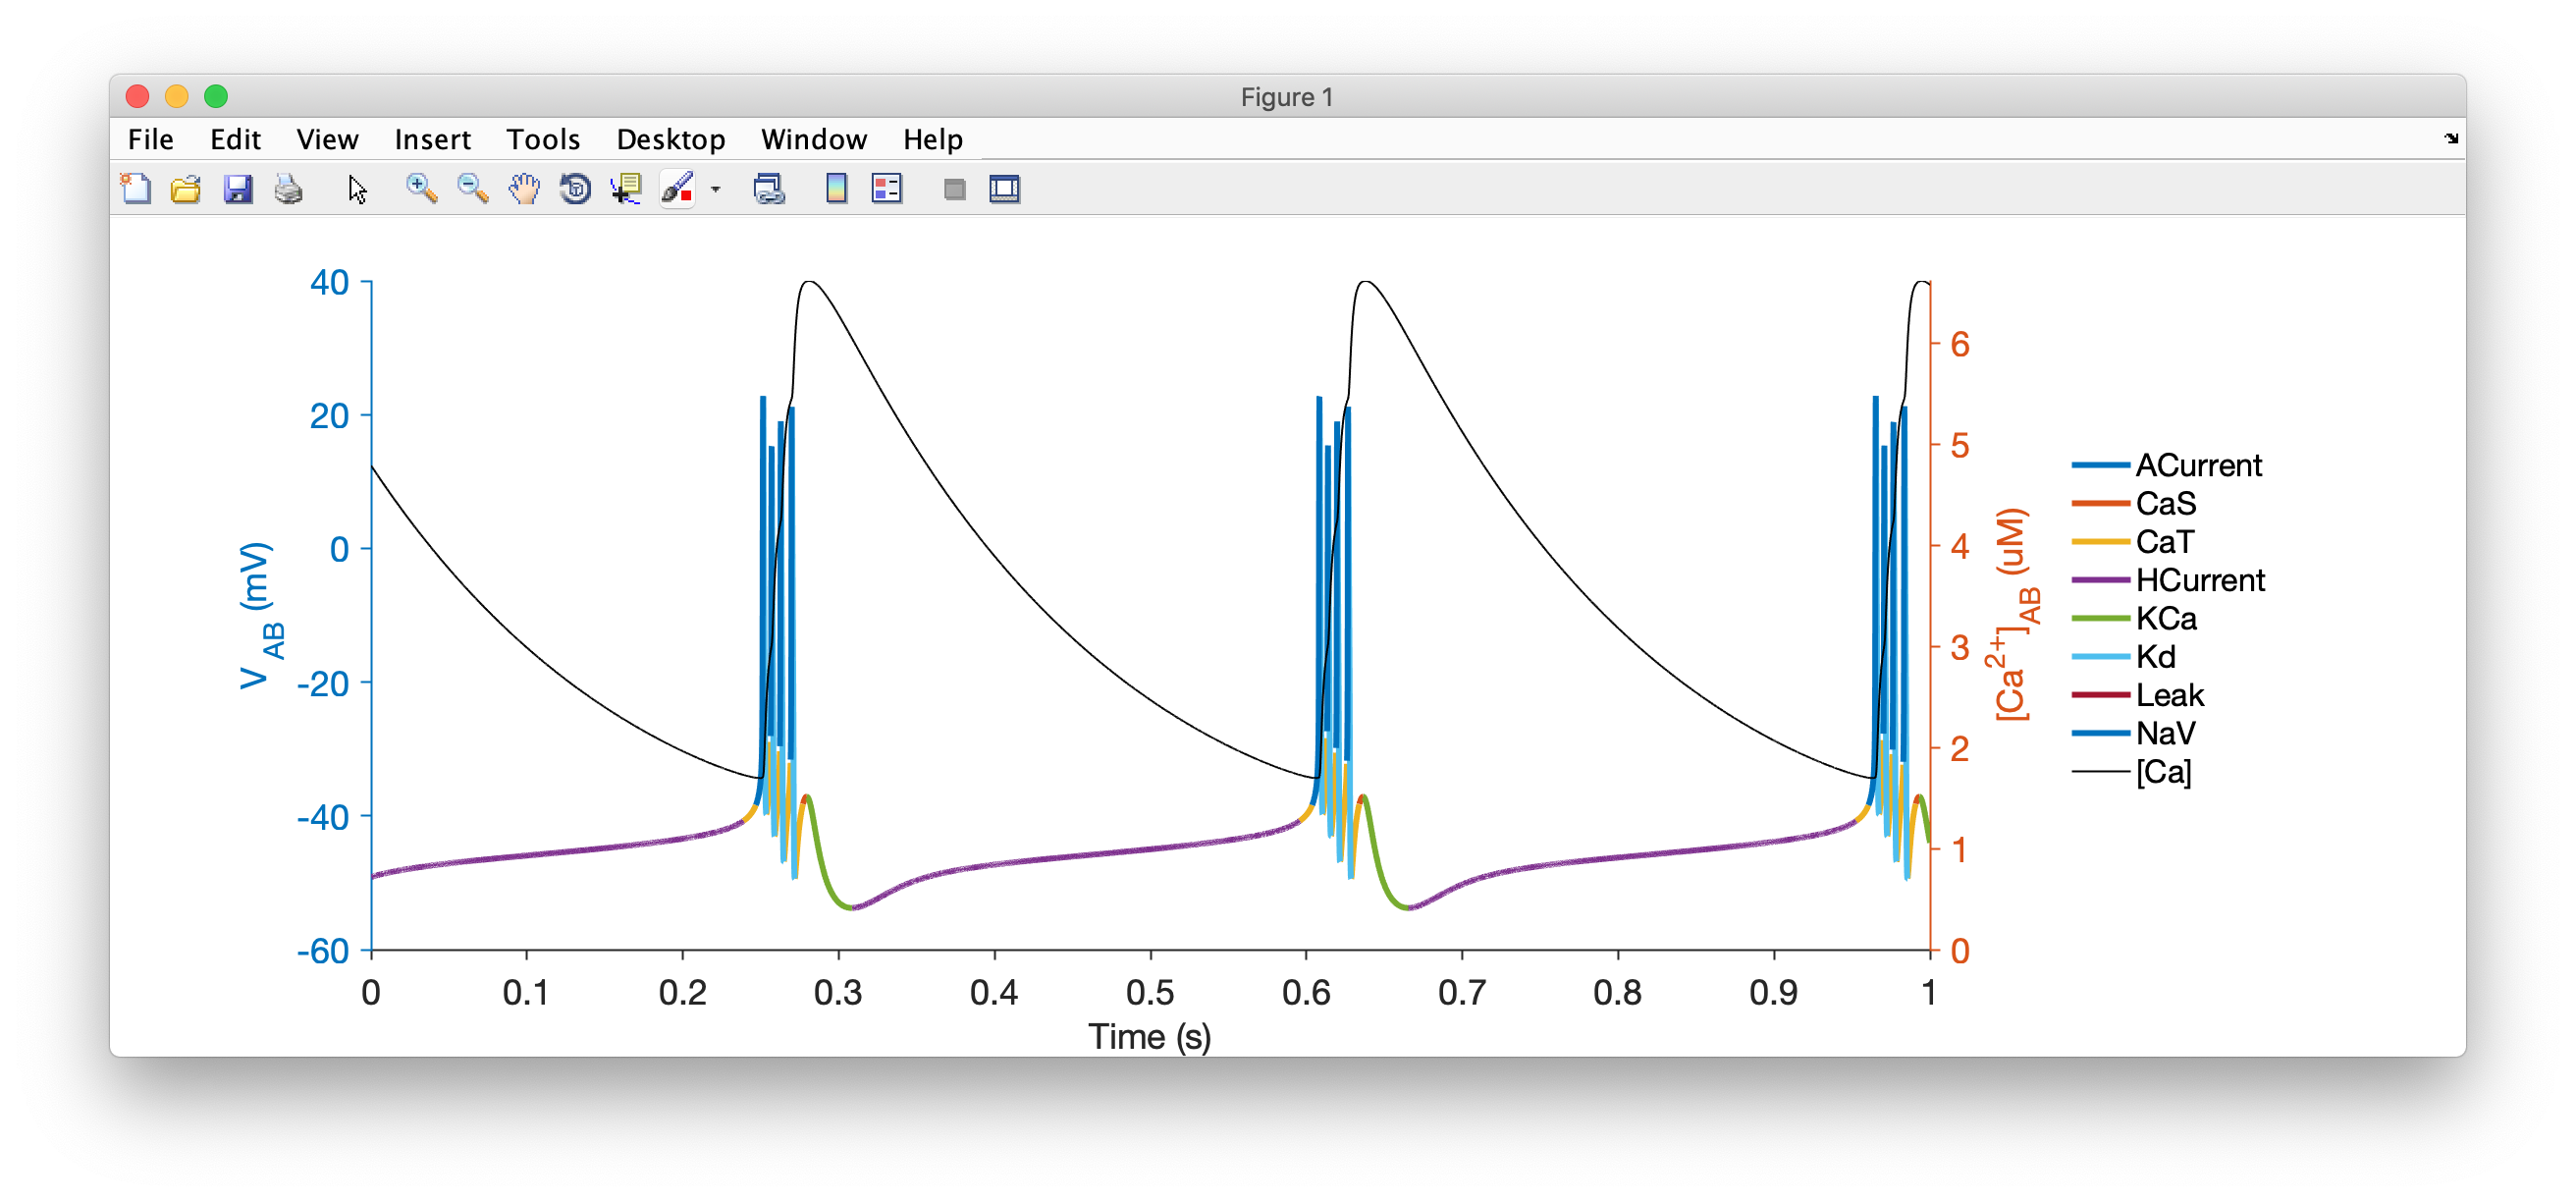 Figure 1
File Edit View Insert Tools Desktop Window Help
40
20
0
-20
-40
-60
V AB (mV)
0 0.1 0.2 0.3 0.4 0.5 0.6 0.7 0.8 0.9 1
Time (s)
6
5
4
3
2
1
0
[Ca2+]AB (uM)
ACurrent
CaS
CaT
HCurrent
KCa
Kd
Leak
NaV
[Ca]